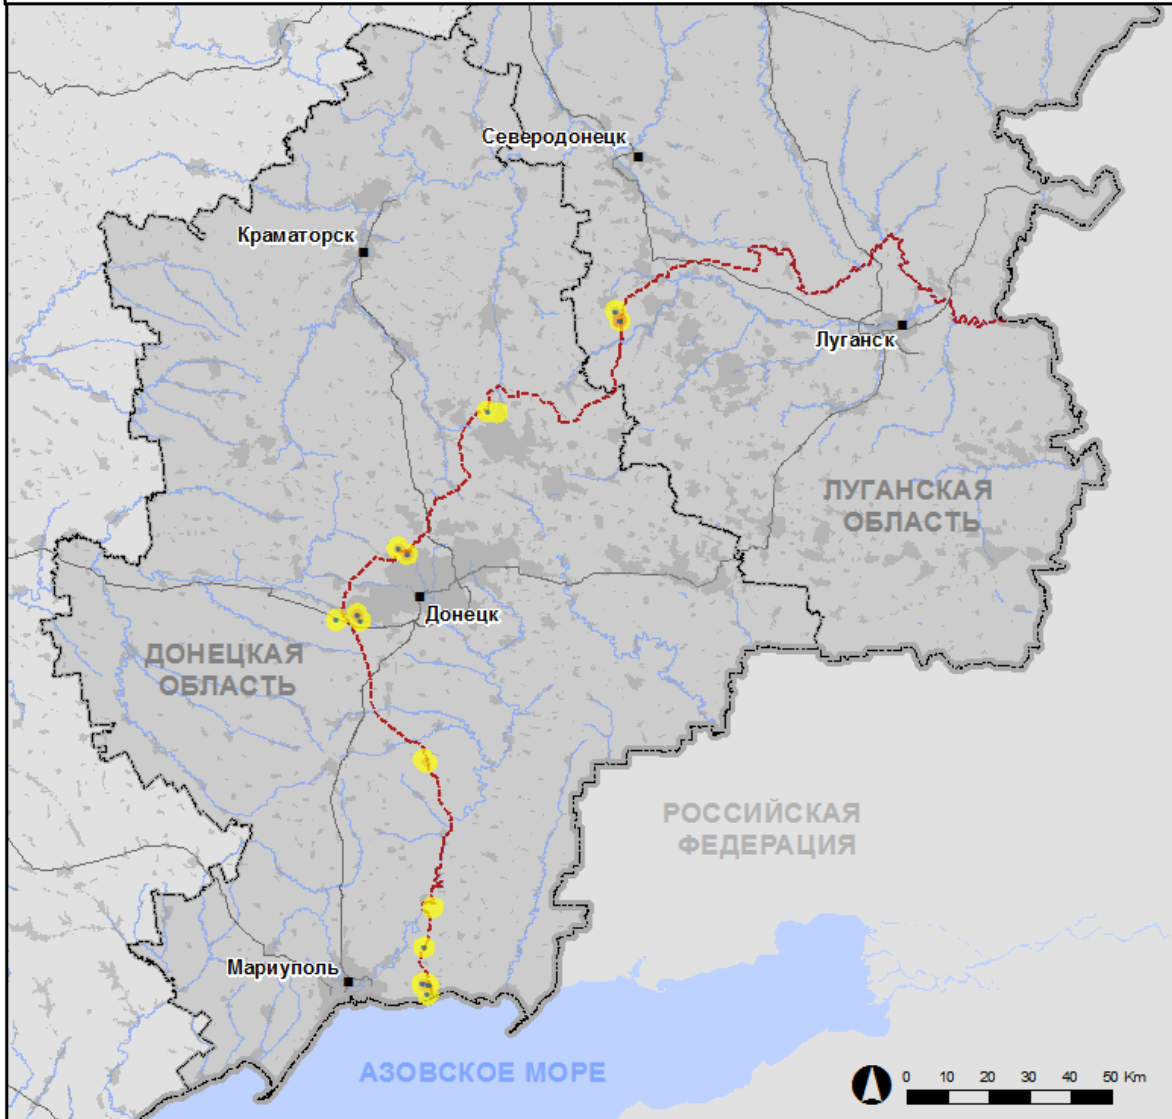 Северодонецк
Краматорск
Луганск
ЛУГАНСКАЯ
ОБЛАСТЬ
Донецк
ДОНЕЦКАЯ
ОБЛАСТЬ
РОССИЙСКАЯ
ФЕДЕРАЦИЯ
Мариуполь
АЗОВСКОЕ МОРЕ
0 10 20 30 40 50 Km